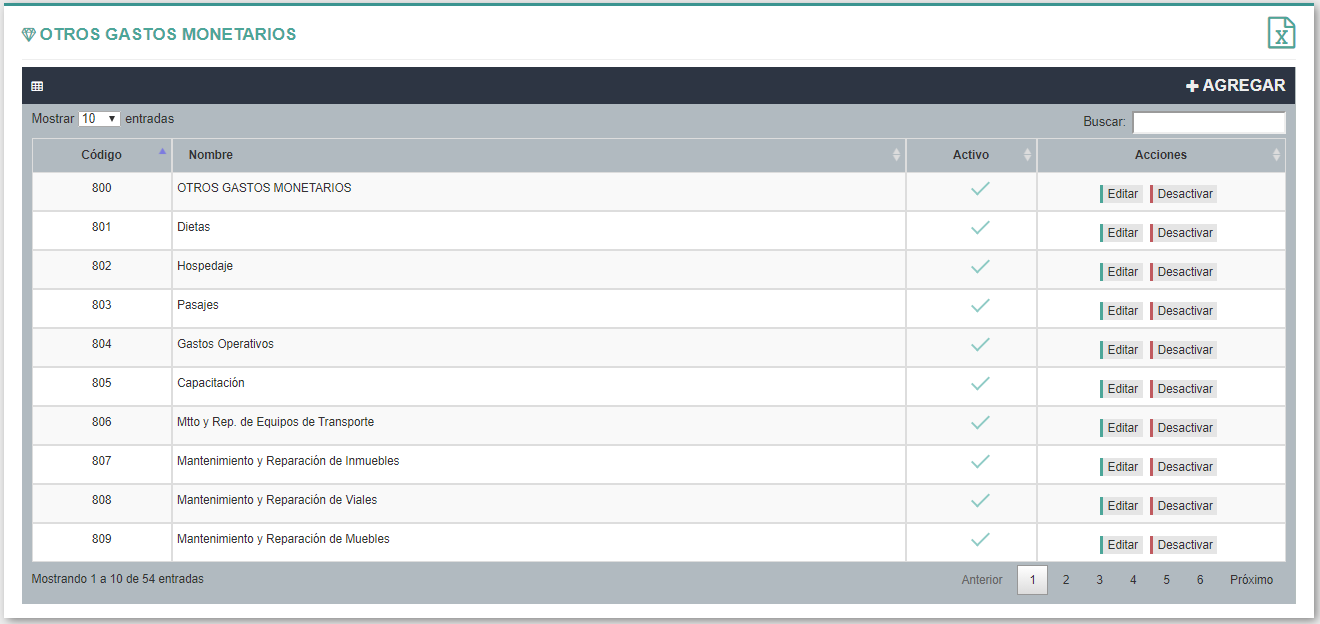 OTROS GASTOS MONETARIOS
AGREGAR
Mostrar 10 entradas Buscar:
Código Nombre Activo Acciones
800 OTROS GASTOS MONETARIOS Editar Desactivar
801 Dietas Editar Desactivar
802 Hospedaje Editar Desactivar
803 Pasajes Editar Desactivar
804 Gastos Operativos Editar Desactivar
805 Capacitación Editar Desactivar
806 Mtto y Rep. de Equipos de Transporte Editar Desactivar
807 Mantenimiento y Reparación de Inmuebles Editar Desactivar
808 Mantenimiento y Reparación de Viales Editar Desactivar
809 Mantenimiento y Reparación de Muebles Editar Desactivar
Mostrando 1 a 10 de 54 entradas Anterior 1 2 3 4 5 6 Próximo